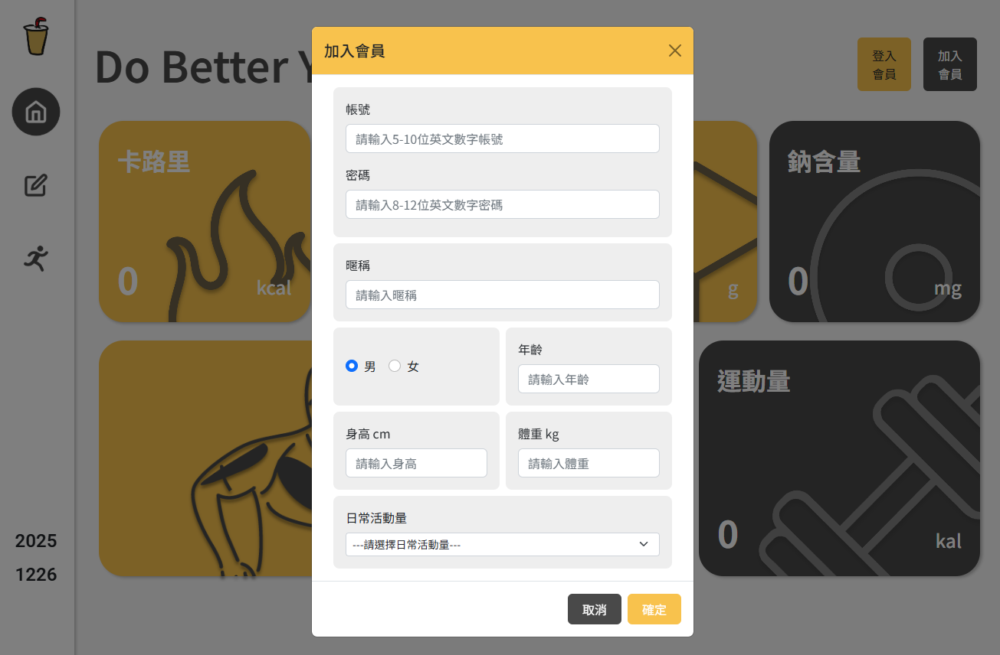 Do Better Y
登入
會員
加入
會員
卡路里
0
kcal
g
鈉含量
0
mg
運動量
0
kal
2025
1226
加入會員
帳號
請輸入5-10位英文數字帳號
密碼
請輸入8-12位英文數字密碼
暱稱
請輸入暱稱
男
女
年齡
請輸入年齡
身高 cm
請輸入身高
體重 kg
請輸入體重
日常活動量
---請選擇日常活動量---
取消
確定